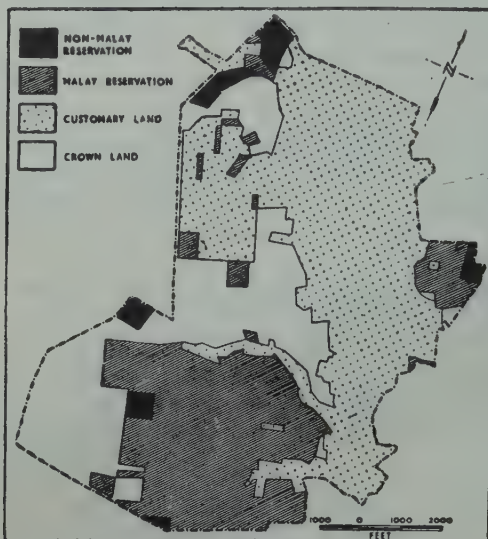 NON-MALAY
RESERVATION
MALAY RESERVATION
CUSTOMARY LAND
CROWN LAND
N
1000 0 1000 2000
FEET